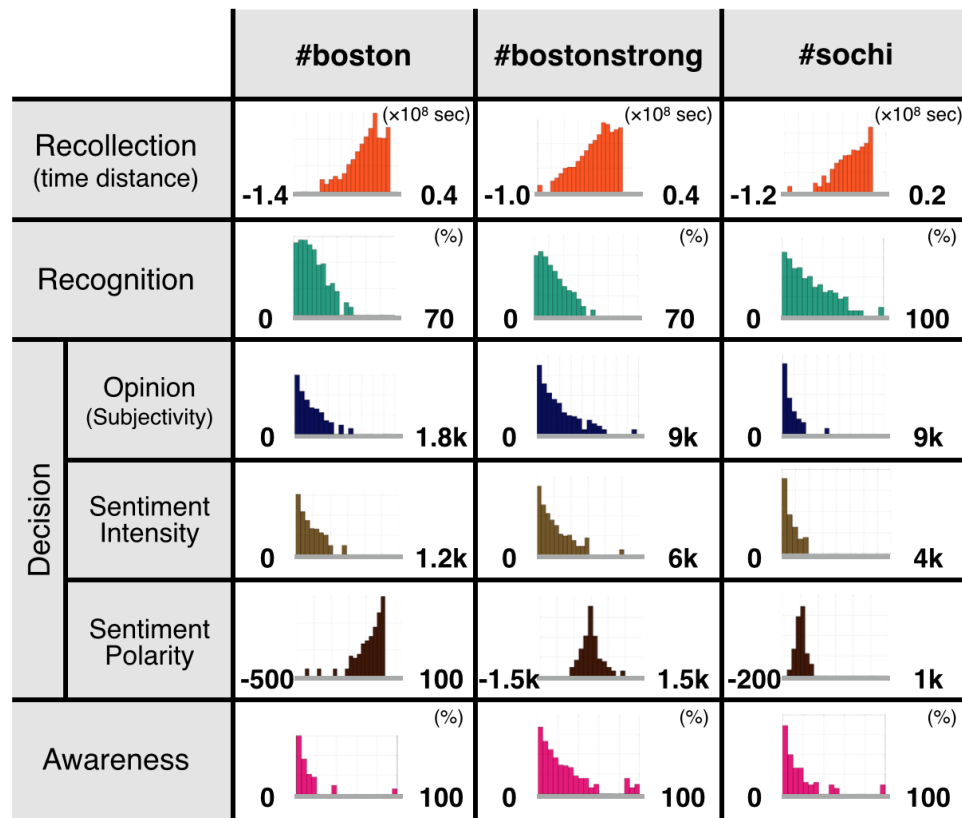 #boston
#bostonstrong
#sochi
Recollection
(time distance)
(×10⁸ sec)
-1.4
0.4
(×10⁸ sec)
-1.0
0.4
(×10⁸ sec)
-1.2
0.2
Recognition
(%)
0
70
(%)
0
70
(%)
0
100
Decision
Opinion
(Subjectivity)
0
1.8k
0
9k
0
9k
Sentiment
Intensity
0
1.2k
0
6k
0
4k
Sentiment
Polarity
-500
100
-1.5k
1.5k
-200
1k
Awareness
(%)
0
100
(%)
0
100
(%)
0
100